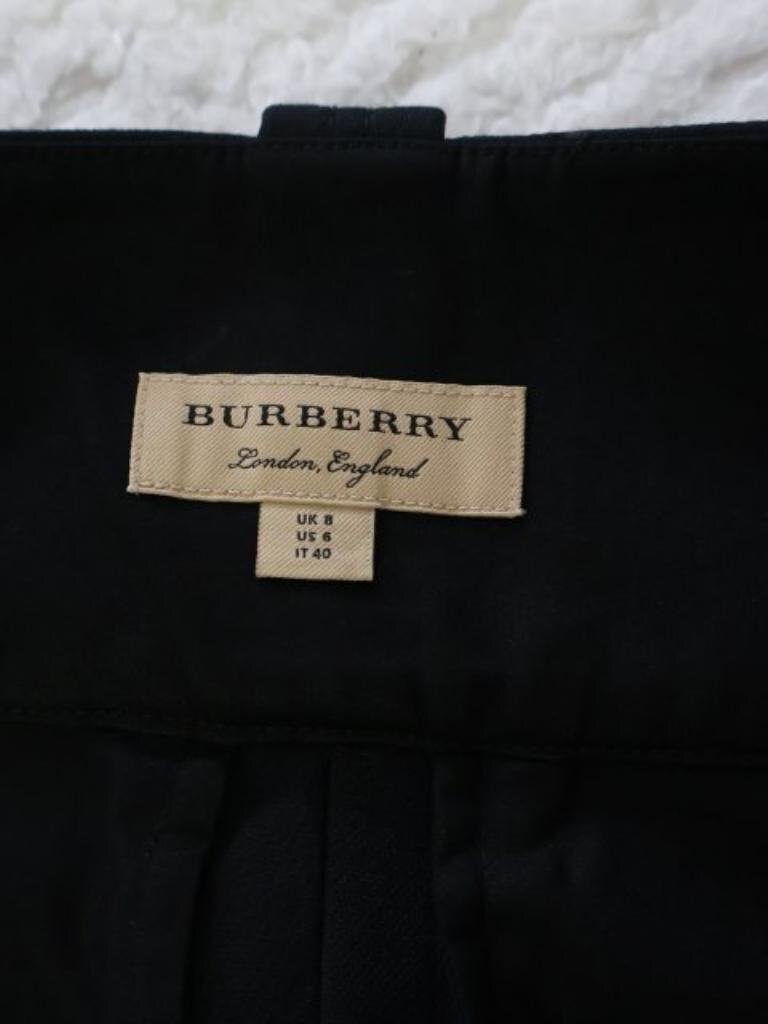 BURBERRY
London, England
UK 8
US 6
IT 40